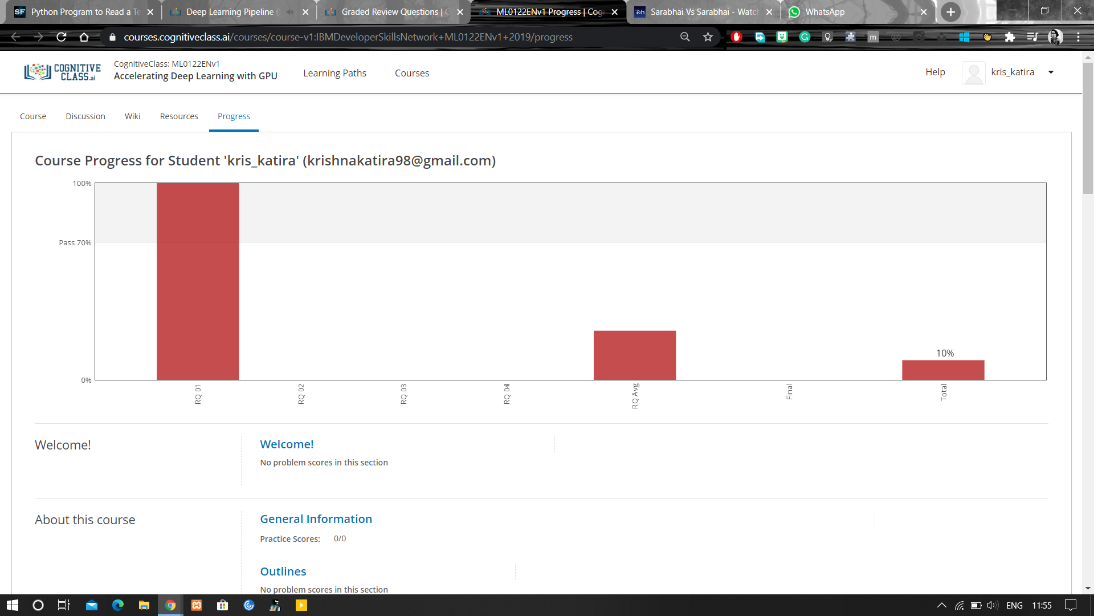 Python Program to Read a Te
Deep Learning Pipeline
Graded Review Questions | C
ML0122ENv1 Progress | Cog
Sarabhai Vs Sarabhai - Watch
WhatsApp
courses.cognitiveclass.ai/courses/course-v1:IBMDeveloperSkillsNetwork+ML0122ENv1+2019/progress
COGNITIVE
CLASS.ai
CognitiveClass: ML0122ENv1
Accelerating Deep Learning with GPU
Learning Paths
Courses
Help
kris_katira
Course
Discussion
Wiki
Resources
Progress
Course Progress for Student 'kris_katira' (krishnakatira98@gmail.com)
100%
Pass 70%
0%
10%
RQ 01
RQ 02
RQ 03
RQ 04
RQ Avg
Final
Total
Welcome!
Welcome!
No problem scores in this section
About this course
General Information
Practice Scores: 0/0
Outlines
No problem scores in this section
ENG
11:55